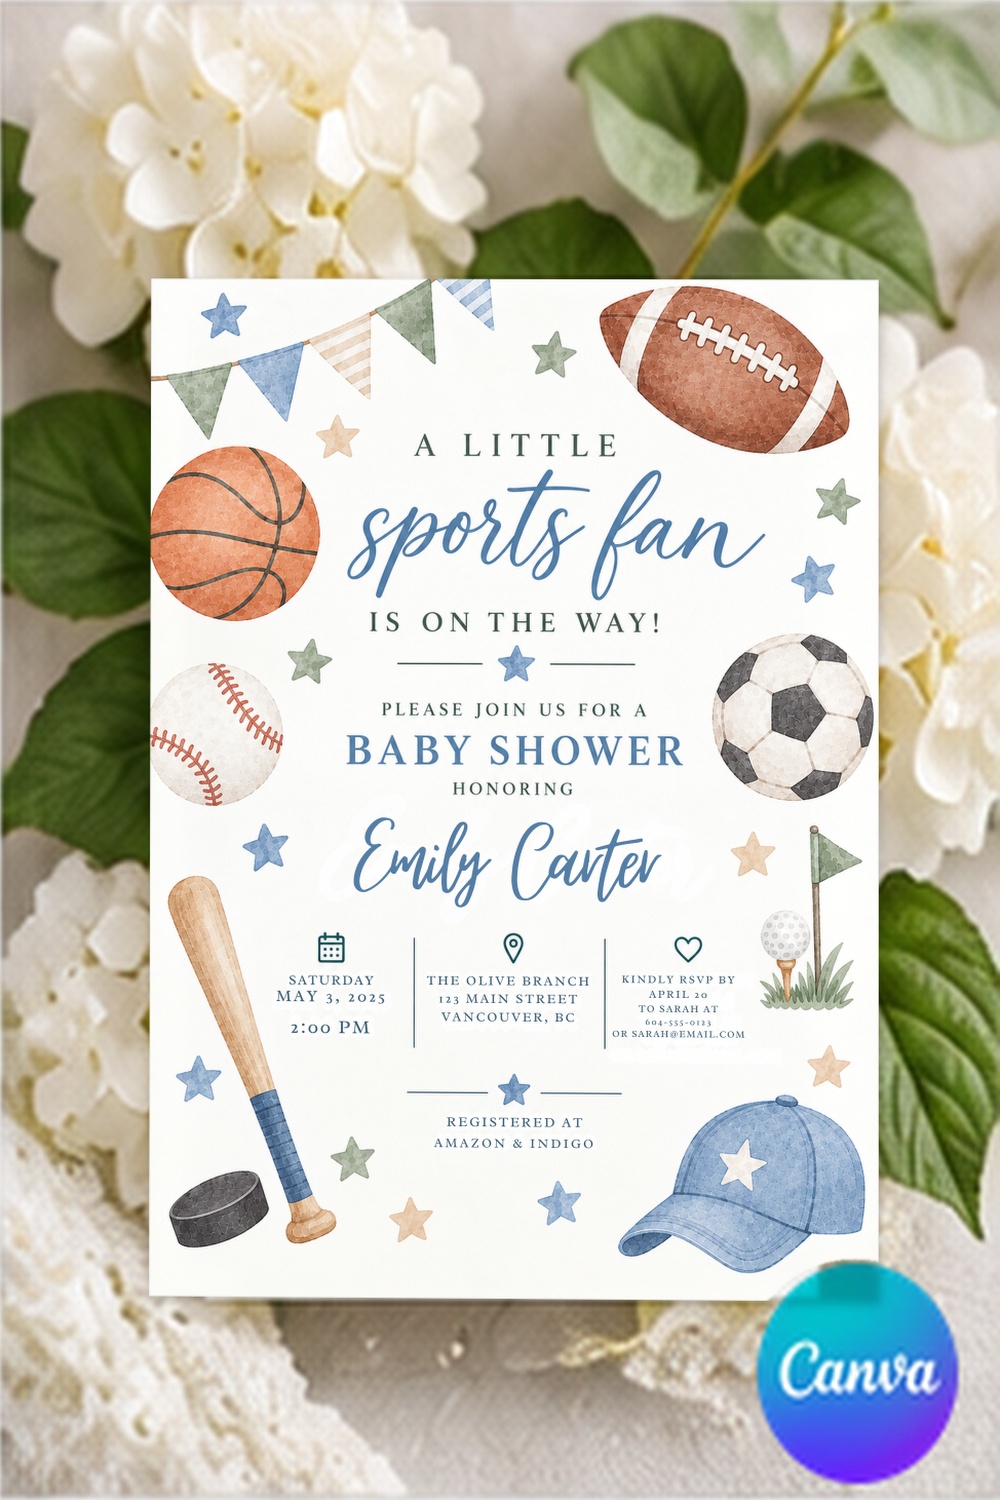 A LITTLE
sports fan
IS ON THE WAY!
PLEASE JOIN US FOR A
BABY SHOWER
HONORING
Emily Carter
SATURDAY
MAY 3, 2025
2:00 PM
THE OLIVE BRANCH
123 MAIN STREET
VANCOUVER, BC
KINDLY RSVP BY
APRIL 20
TO SARAH AT
604-555-0123
OR SARAH@EMAIL.COM
REGISTERED AT
AMAZON & INDIGO
Canva